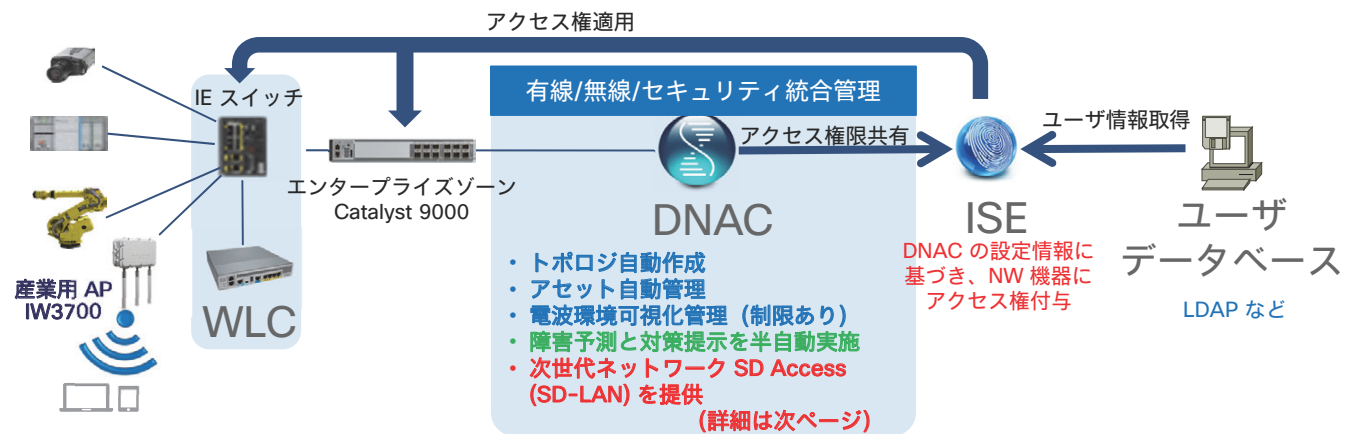 アクセス権適用
IE スイッチ
有線/無線/セキュリティ統合管理
アクセス権限共有
ユーザ情報取得
エンタープライズゾーン
Catalyst 9000
DNAC
ISE
ユーザ
データベース
産業用 AP
IW3700
WLC
・ トポロジ自動作成
・ アセット自動管理
・ 電波環境可視化管理（制限あり）
・ 障害予測と対策提示を半自動実施
・ 次世代ネットワーク SD Access
(SD-LAN) を提供
(詳細は次ページ)
DNAC の設定情報に
基づき、NW 機器に
アクセス権付与
LDAP など